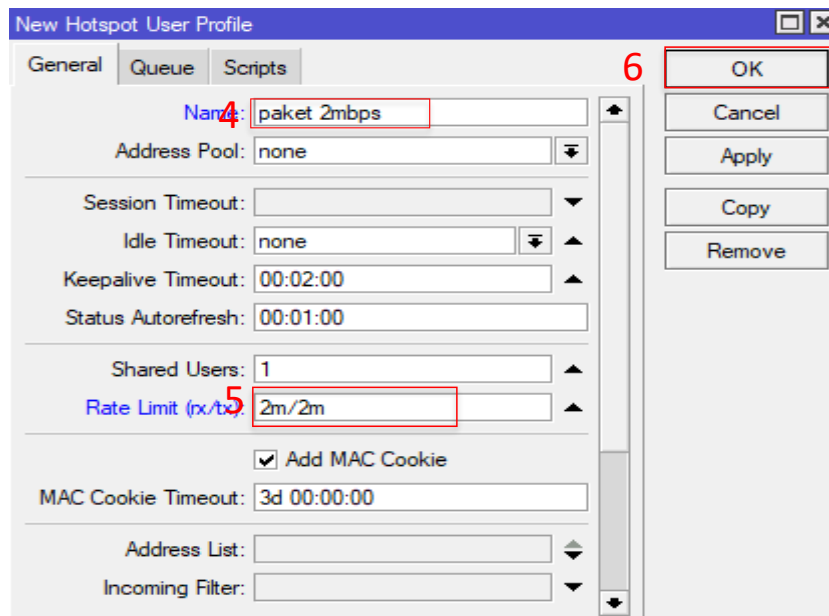 New Hotspot User Profile
General Queue Scripts
6 OK
Name: 4 paket 2mbps
Cancel
Address Pool: none
Apply
Session Timeout:
Copy
Idle Timeout: none
Remove
Keepalive Timeout: 00:02:00
Status Autorefresh: 00:01:00
Shared Users: 1
Rate Limit (rx/tx): 5 2m/2m
Add MAC Cookie
MAC Cookie Timeout: 3d 00:00:00
Address List:
Incoming Filter: